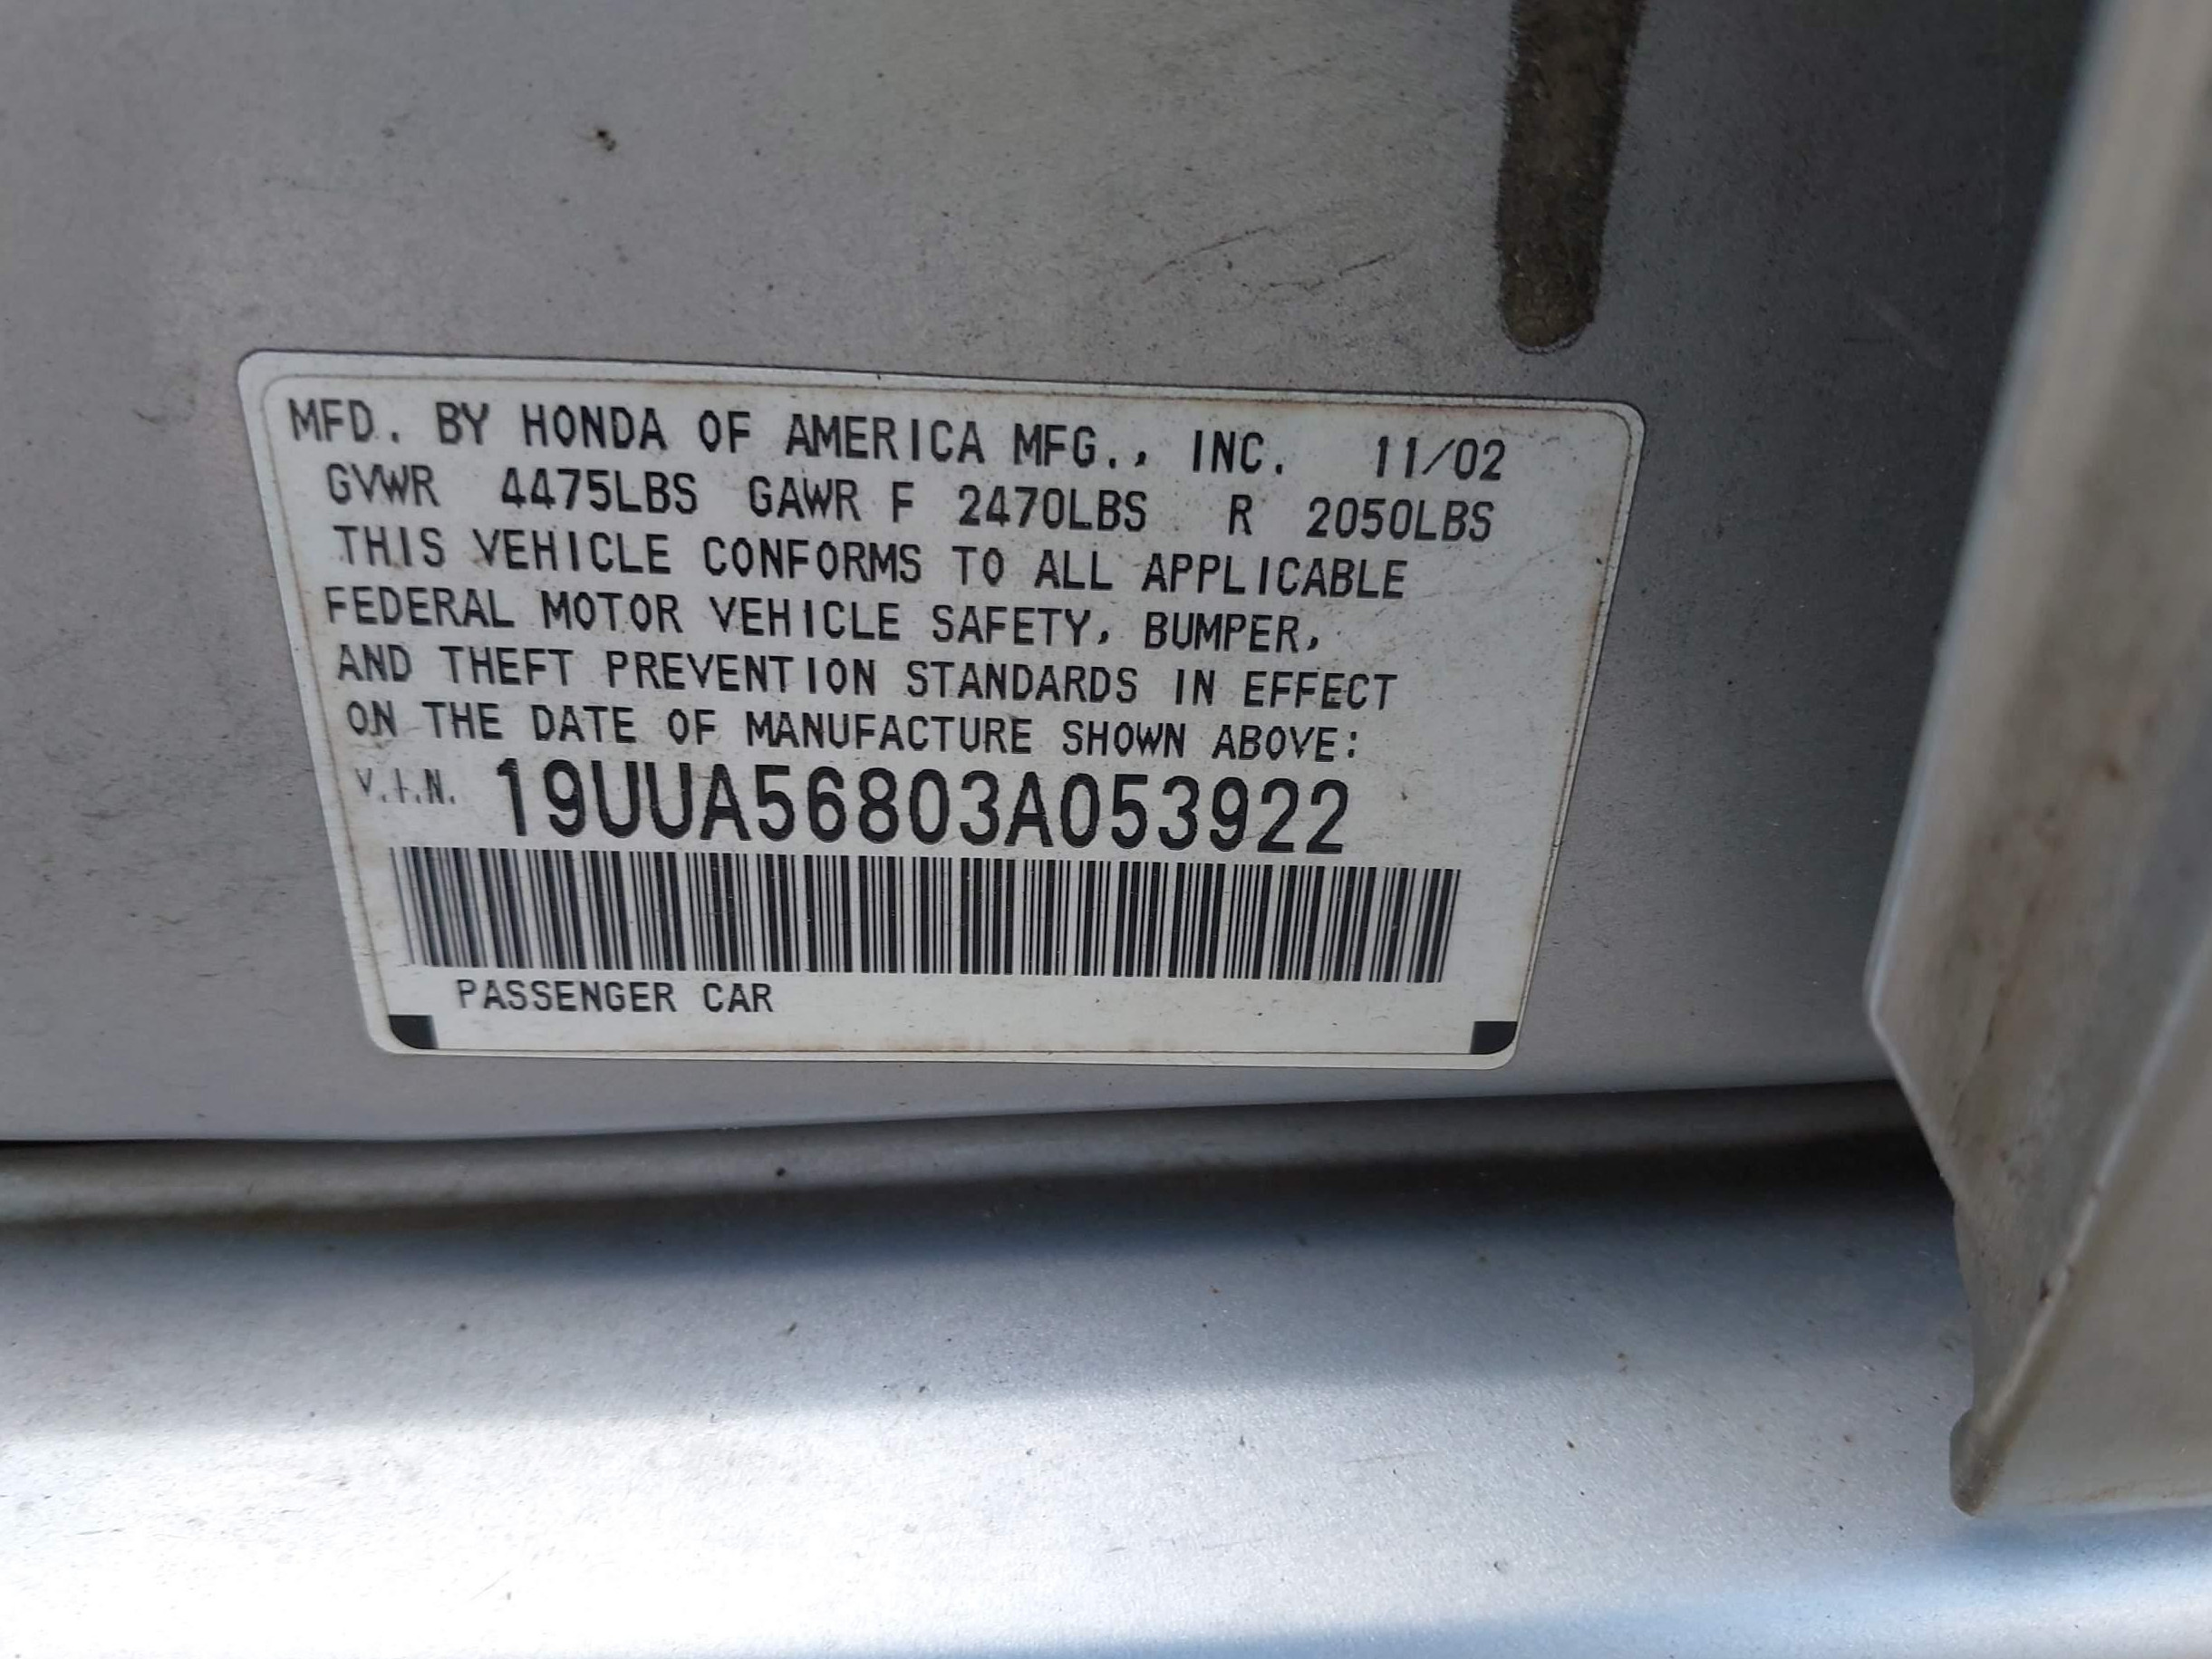 MFD. BY HONDA OF AMERICA MFG., INC. 11/02
GVWR 4475LBS GAWR F 2470LBS R 2050LBS
THIS VEHICLE CONFORMS TO ALL APPLICABLE
FEDERAL MOTOR VEHICLE SAFETY, BUMPER,
AND THEFT PREVENTION STANDARDS IN EFFECT
ON THE DATE OF MANUFACTURE SHOWN ABOVE:
V.I.N. 19UUA56803A053922
PASSENGER CAR